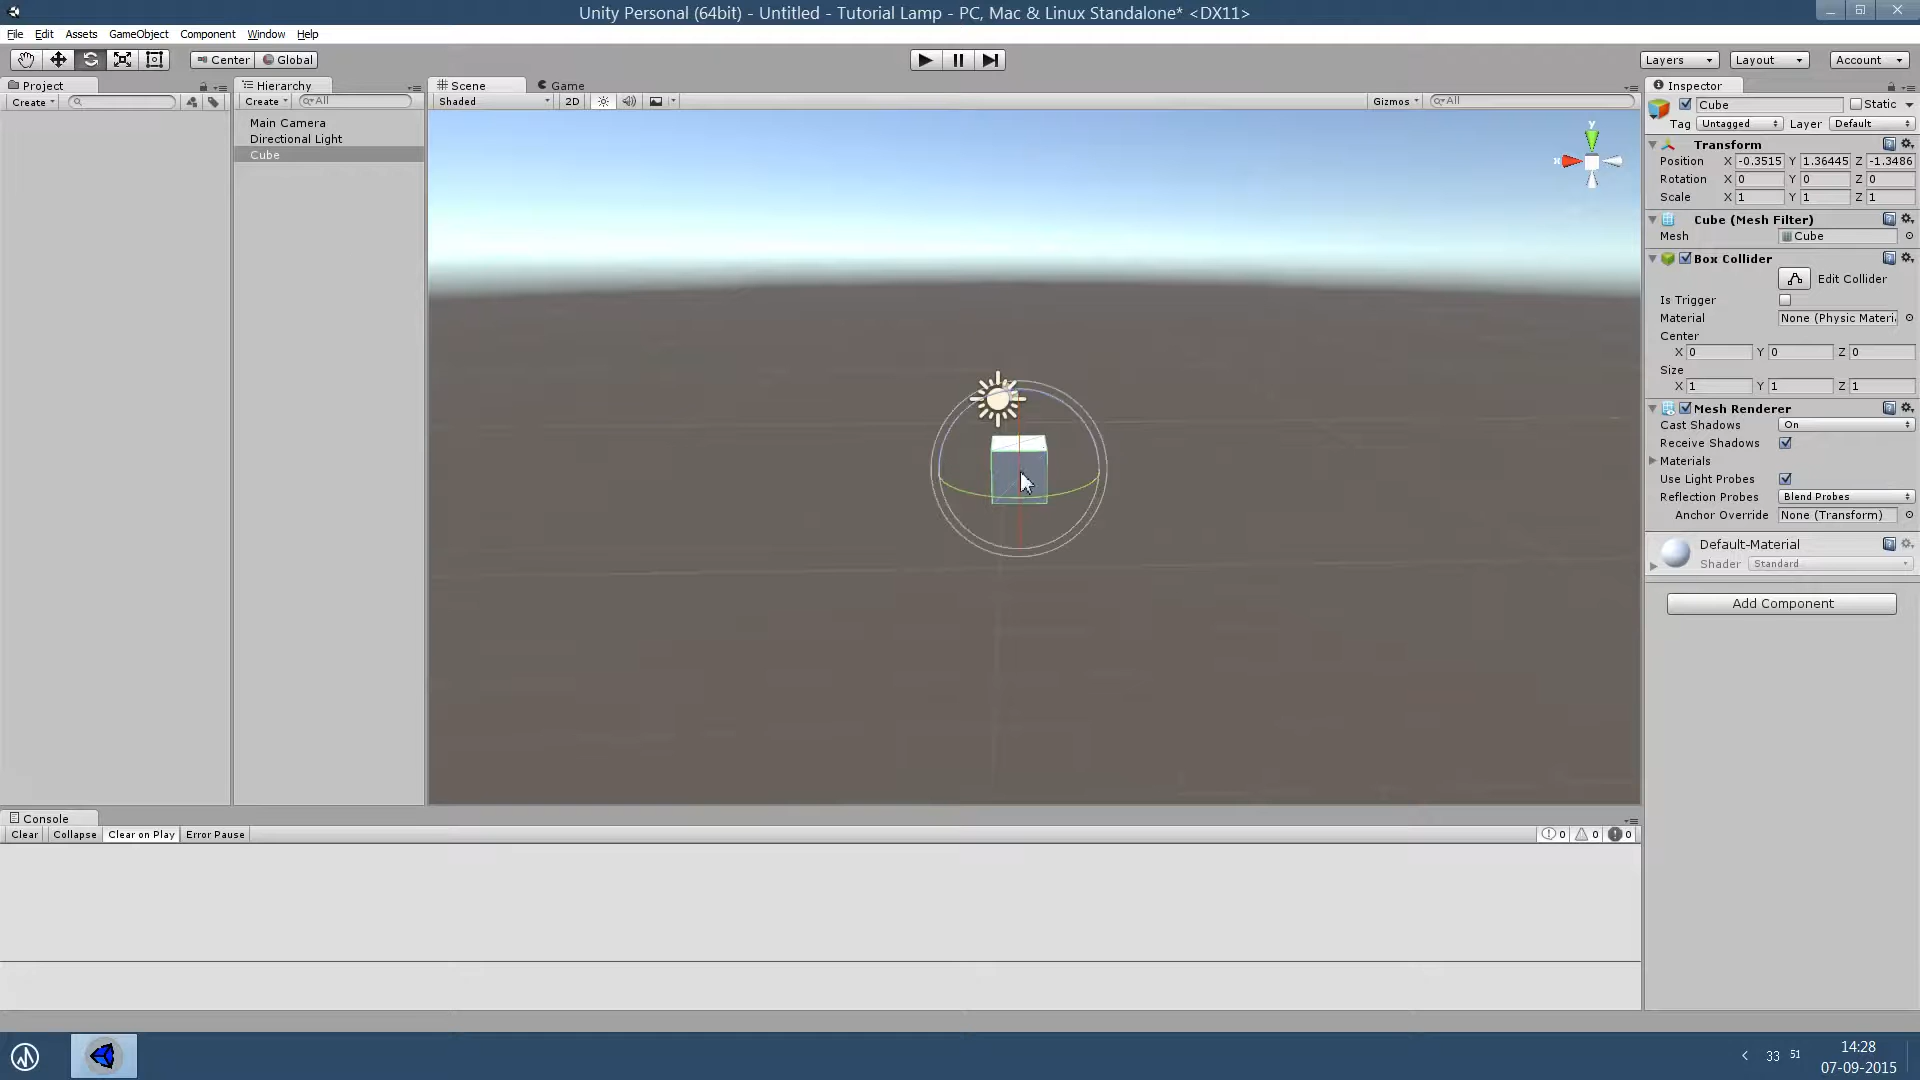 Unity Personal (64bit) - Untitled - Tutorial Lamp - PC, Mac & Linux Standalone* <DX11>
File Edit Assets GameObject Component Window Help
Center Global Layers Layout Account
Project Hierarchy Scene Game Inspector
Create Create All Shaded 2D Gizmos All
Cube Static
Tag Untagged Layer Default
Main Camera
Directional Light
Cube
Transform
Position X -0.3515 Y 1.36445 Z -1.3486
Rotation X 0 Y 0 Z 0
Scale X 1 Y 1 Z 1
Cube (Mesh Filter)
Mesh Cube
Box Collider
Edit Collider
Is Trigger
Material None (Physic Materi
Center
X 0 Y 0 Z 0
Size
X 1 Y 1 Z 1
Mesh Renderer
Cast Shadows On
Receive Shadows
Materials
Use Light Probes
Reflection Probes Blend Probes
Anchor Override None (Transform)
Default-Material
Shader Standard
Add Component
y
x
Console
Clear Collapse Clear on Play Error Pause 0 0 0
33 51 14:28
07-09-2015